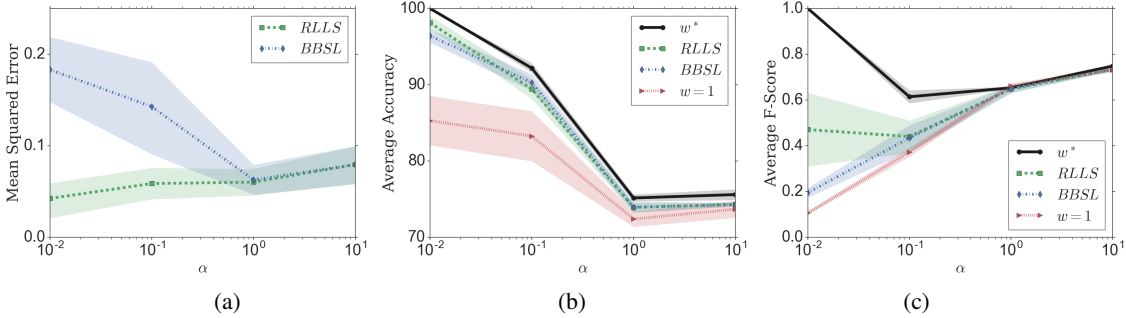 0.2
0.1
0.0
Mean Squared Error
RLLS
BBSL
10^-2
10^-1
10^0
10^1
α
(a)
100
90
80
70
Average Accuracy
w*
RLLS
BBSL
w = 1
10^-2
10^-1
10^0
10^1
α
(b)
1.0
0.8
0.6
0.4
0.2
0.0
Average F-Score
w*
RLLS
BBSL
w = 1
10^-2
10^-1
10^0
10^1
α
(c)